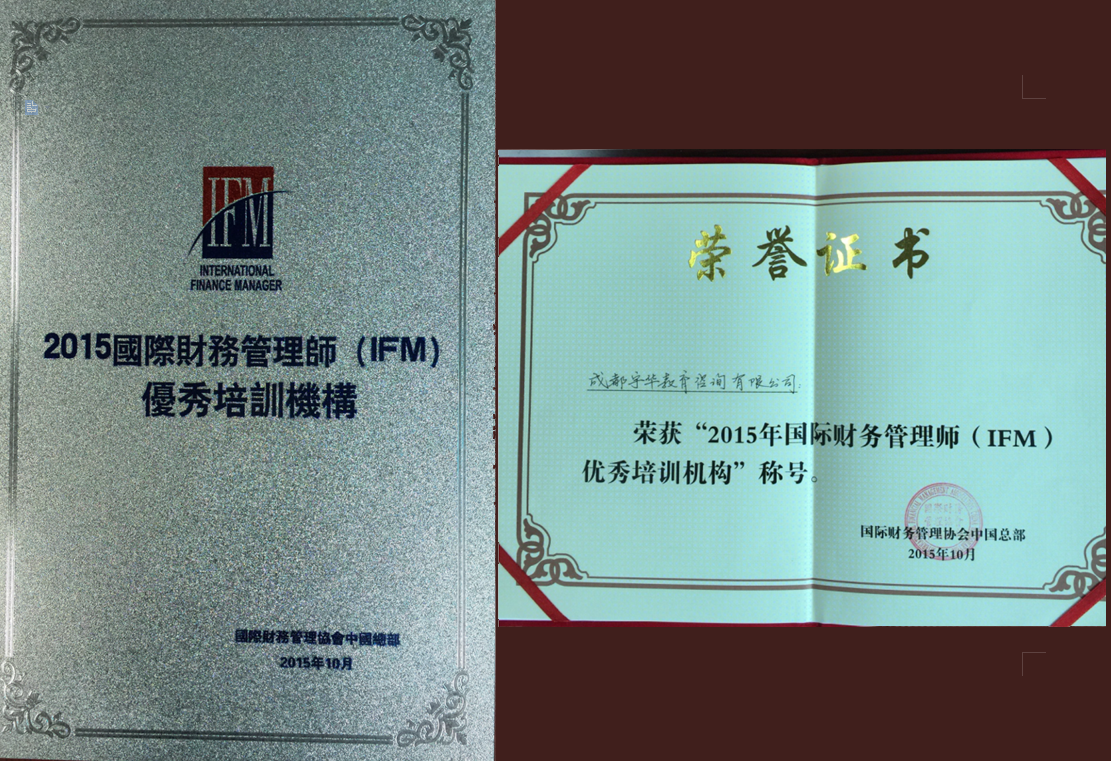 IFM
INTERNATIONAL
FINANCE MANAGER
2015國際財務管理師（IFM）
優秀培訓機構
國際財務管理協會中國總部
2015年10月
荣誉证书
成都宇华教育咨询有限公司：
荣获“2015年国际财务管理师（IFM）
优秀培训机构”称号。
国际财务管理协会中国总部
2015年10月